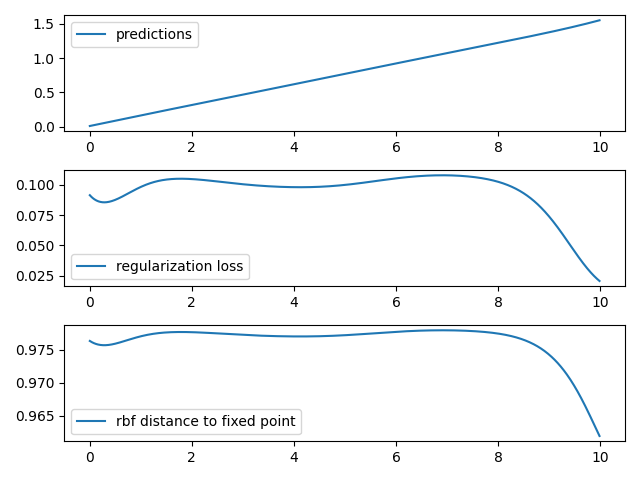 1.5
1.0
0.5
0.0
predictions
0 2 4 6 8 10
0.100
0.075
0.050
0.025
regularization loss
0 2 4 6 8 10
0.975
0.970
0.965
rbf distance to fixed point
0 2 4 6 8 10